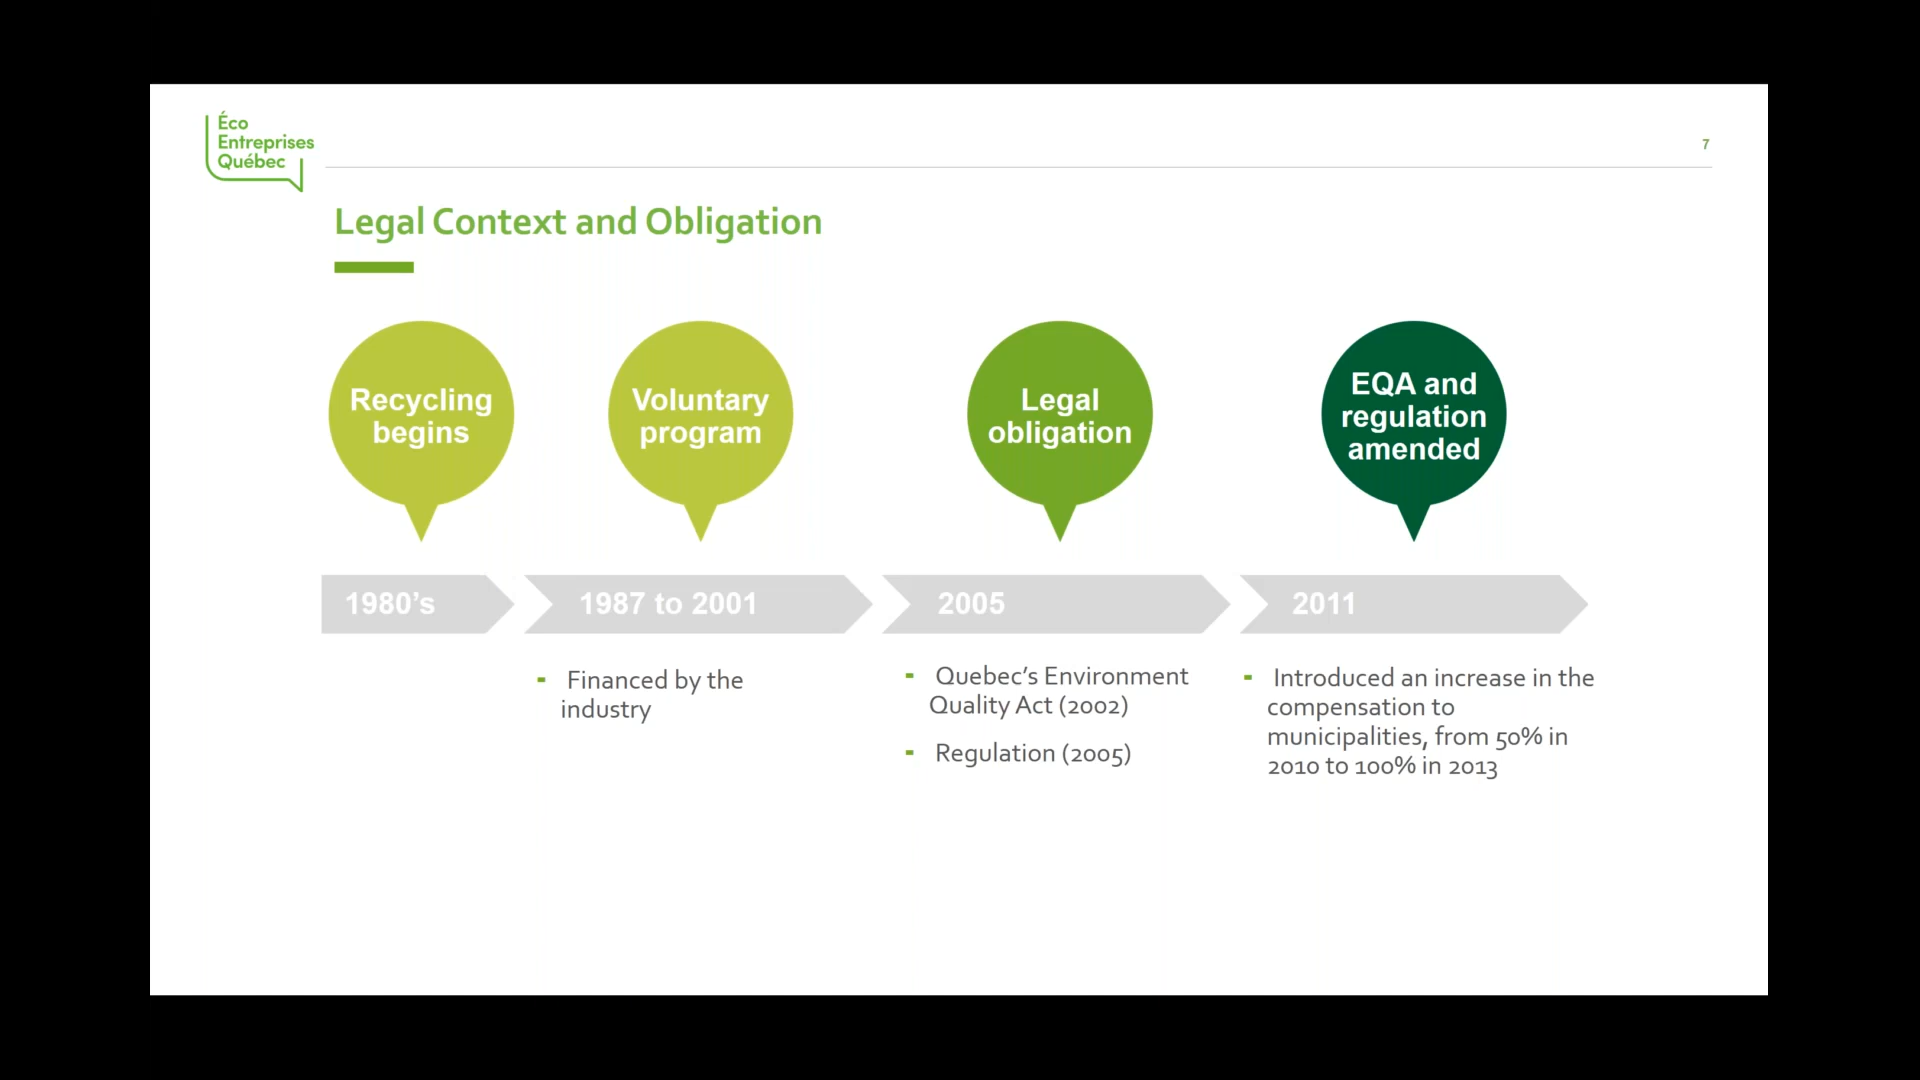 Éco
Entreprises
Québec
7
Legal Context and Obligation
Recycling
begins
Voluntary
program
Legal
obligation
EQA and
regulation
amended
1980’s
1987 to 2001
2005
2011
- Financed by the
industry
- Quebec’s Environment
Quality Act (2002)
- Regulation (2005)
- Introduced an increase in the
compensation to
municipalities, from 50% in
2010 to 100% in 2013